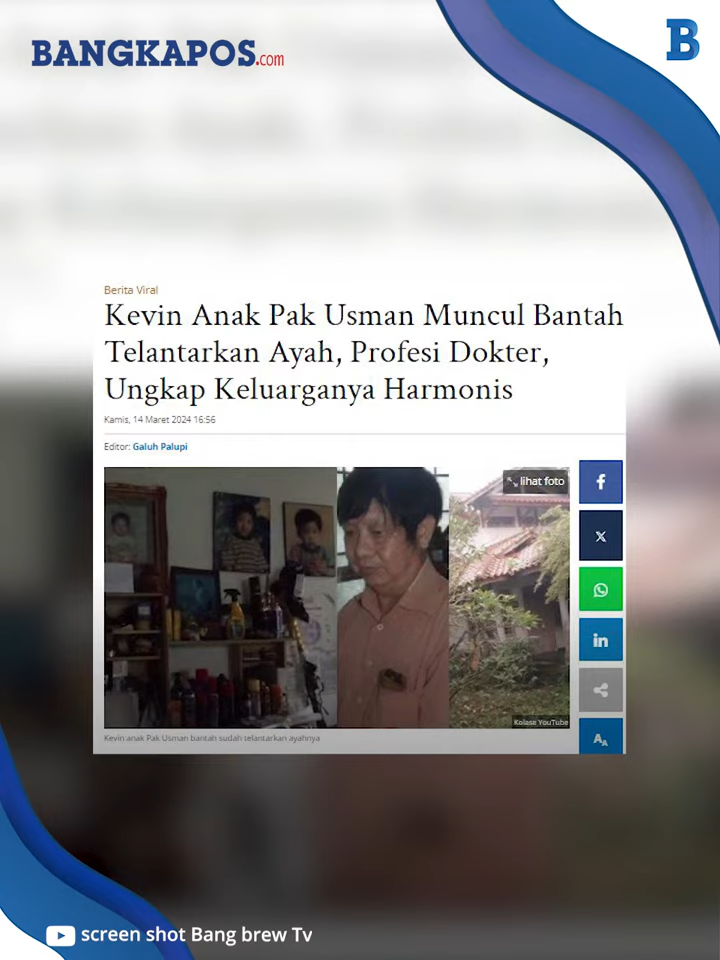 BANGKAPOS.com
B
Berita Viral
Kevin Anak Pak Usman Muncul Bantah
Telantarkan Ayah, Profesi Dokter,
Ungkap Keluarganya Harmonis
Kamis, 14 Maret 2024 16:56
Editor: Galuh Palupi
lihat foto
Kolase YouTube
Kevin anak Pak Usman bantah sudah telantarkan ayahnya
AA
screen shot Bang brew Tv